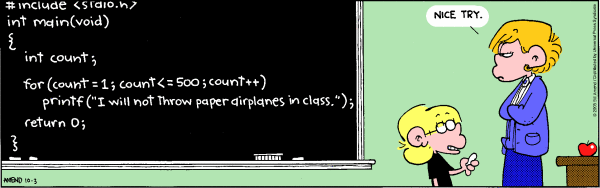 #include <stdio.h>
int main(void)
{
int count;
for (count = 1; count <= 500; count++)
printf("I will not throw paper airplanes in class.");
return 0;
}
AMEND 10-3
NICE TRY.